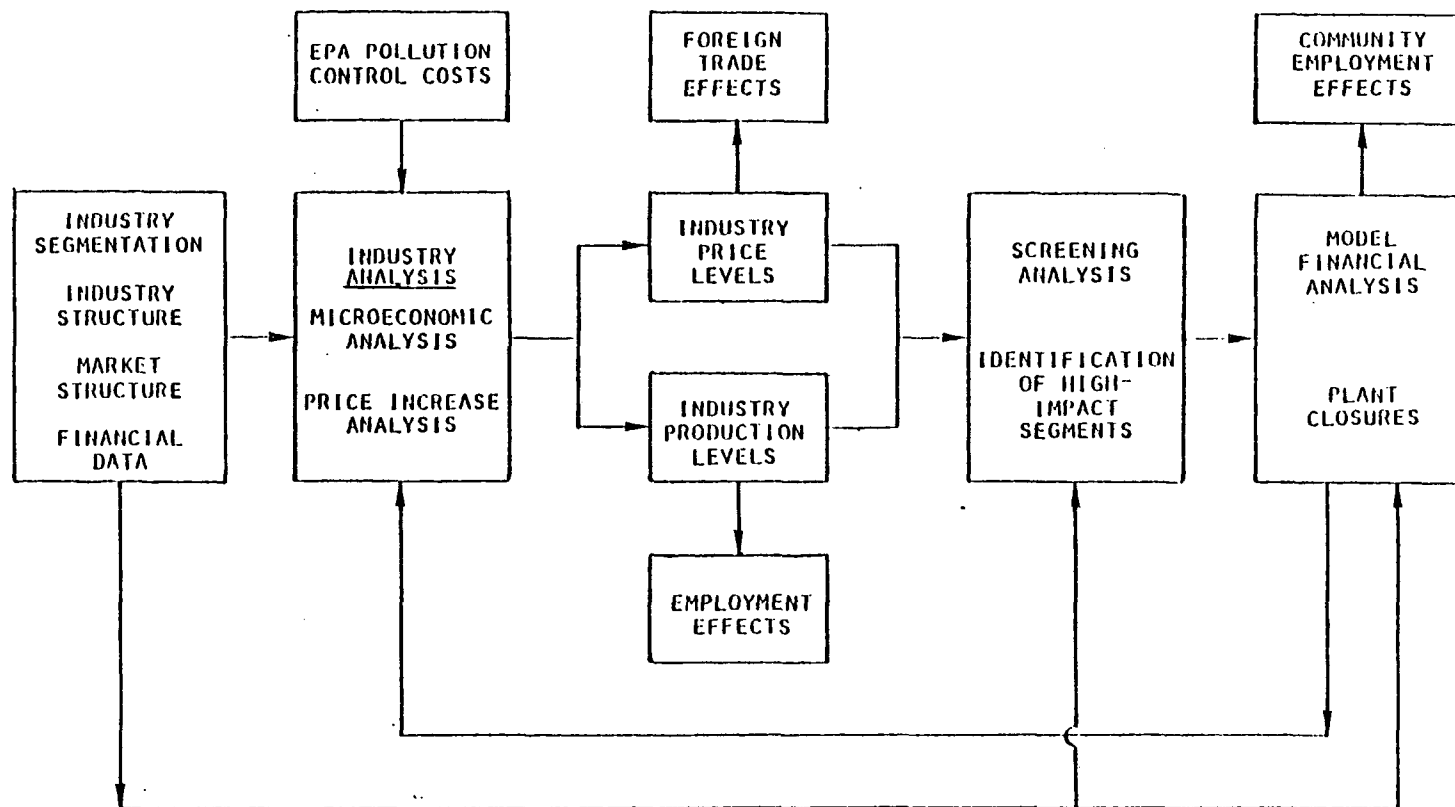 EPA POLLUTION
CONTROL COSTS
FOREIGN
TRADE
EFFECTS
COMMUNITY
EMPLOYMENT
EFFECTS
INDUSTRY
SEGMENTATION
INDUSTRY
STRUCTURE
MARKET
STRUCTURE
FINANCIAL
DATA
INDUSTRY
ANALYSIS
MICROECONOMIC
ANALYSIS
PRICE INCREASE
ANALYSIS
INDUSTRY
PRICE
LEVELS
INDUSTRY
PRODUCTION
LEVELS
EMPLOYMENT
EFFECTS
SCREENING
ANALYSIS
IDENTIFICATION
OF HIGH-
IMPACT
SEGMENTS
MODEL
FINANCIAL
ANALYSIS
PLANT
CLOSURES